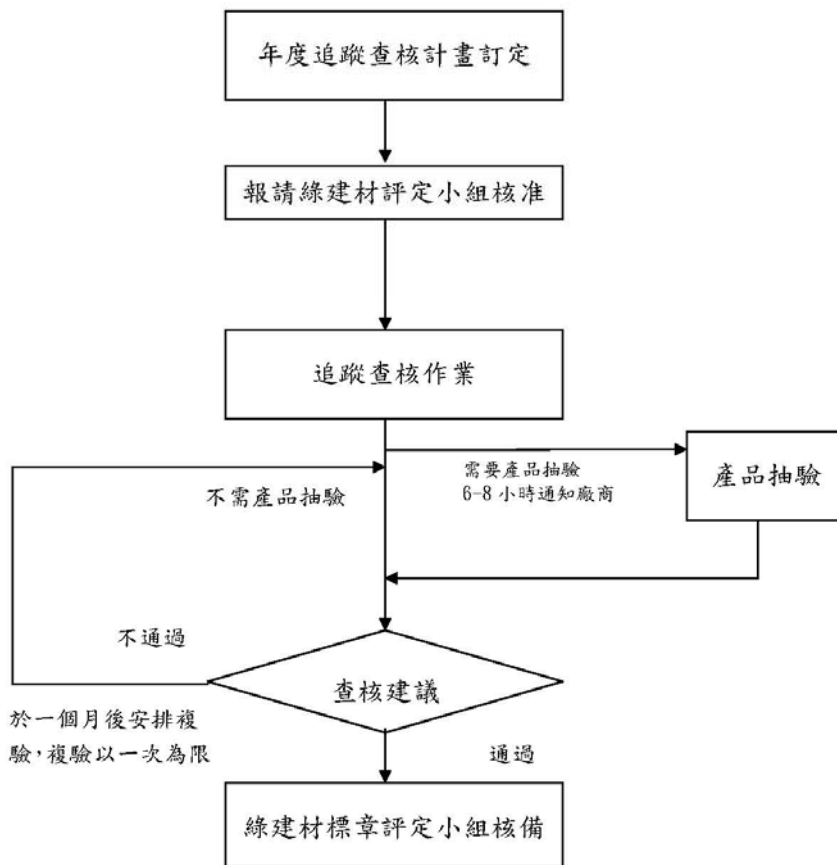 年度追蹤查核計畫訂定
報請綠建材評定小組核准
追蹤查核作業
需要產品抽驗
6-8 小時通知廠商
產品抽驗
不需產品抽驗
不通過
查核建議
於一個月後安排複
驗，複驗以一次為限
通過
綠建材標章評定小組核備